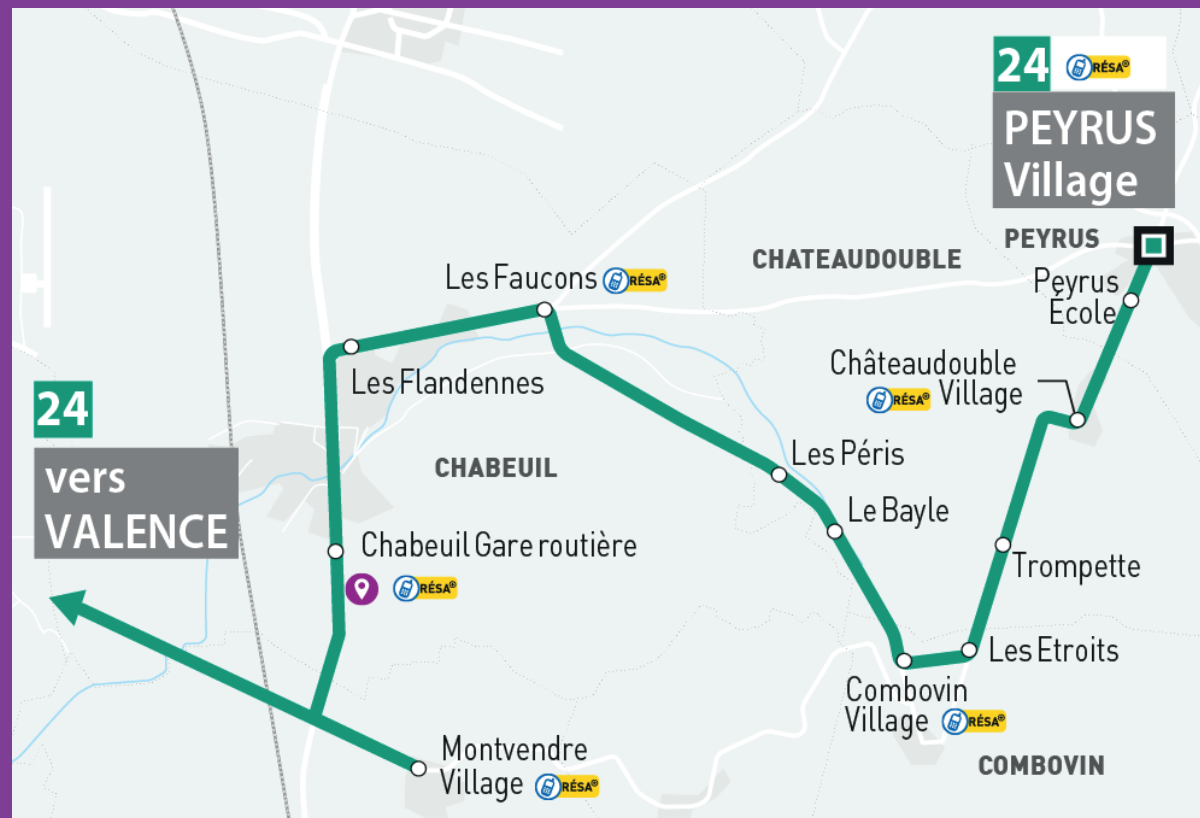 24 RÉSA®
PEYRUS
Village
PEYRUS
CHATEAUDOUBLE
Les Faucons RÉSA®
Peyrus
École
Les Flandennes
Châteaudouble
RÉSA® Village
24
vers
VALENCE
CHABEUIL
Les Péris
Le Bayle
Chabeuil Gare routière
RÉSA®
Trompette
Les Etroits
Combovin
Village RÉSA®
Montvendre
Village RÉSA®
COMBOVIN